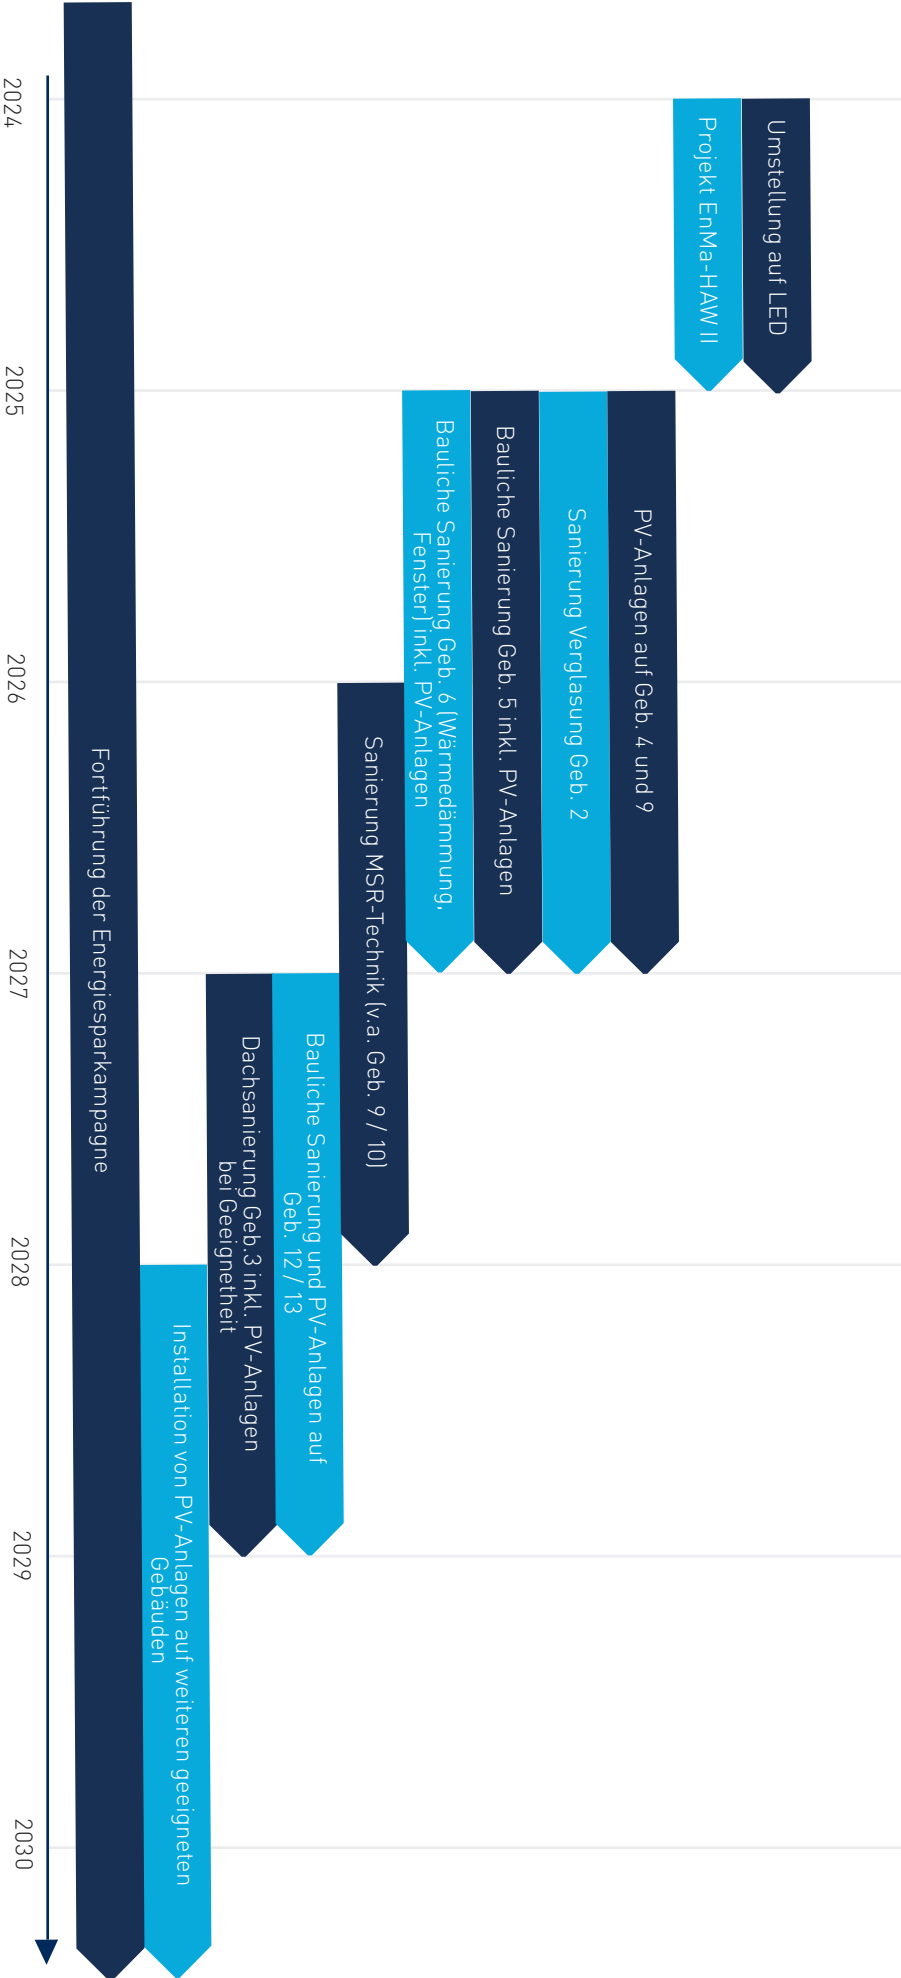 Umstellung auf LED
Projekt EnMa-HAW II
PV-Anlagen auf Geb. 4 und 9
Sanierung Verglasung Geb. 2
Bauliche Sanierung Geb. 5 inkl. PV-Anlagen
Bauliche Sanierung Geb. 6 (Wärmedämmung,
Fenster) inkl. PV-Anlagen
Sanierung MSR-Technik (v.a. Geb. 9 / 10)
Bauliche Sanierung und PV-Anlagen auf
Geb. 12 / 13
Dachsanierung Geb.3 inkl. PV-Anlagen
bei Geeignetheit
Installation von PV-Anlagen auf weiteren geeigneten
Gebäuden
Fortführung der Energiesparkampagne
2024
2025
2026
2027
2028
2029
2030